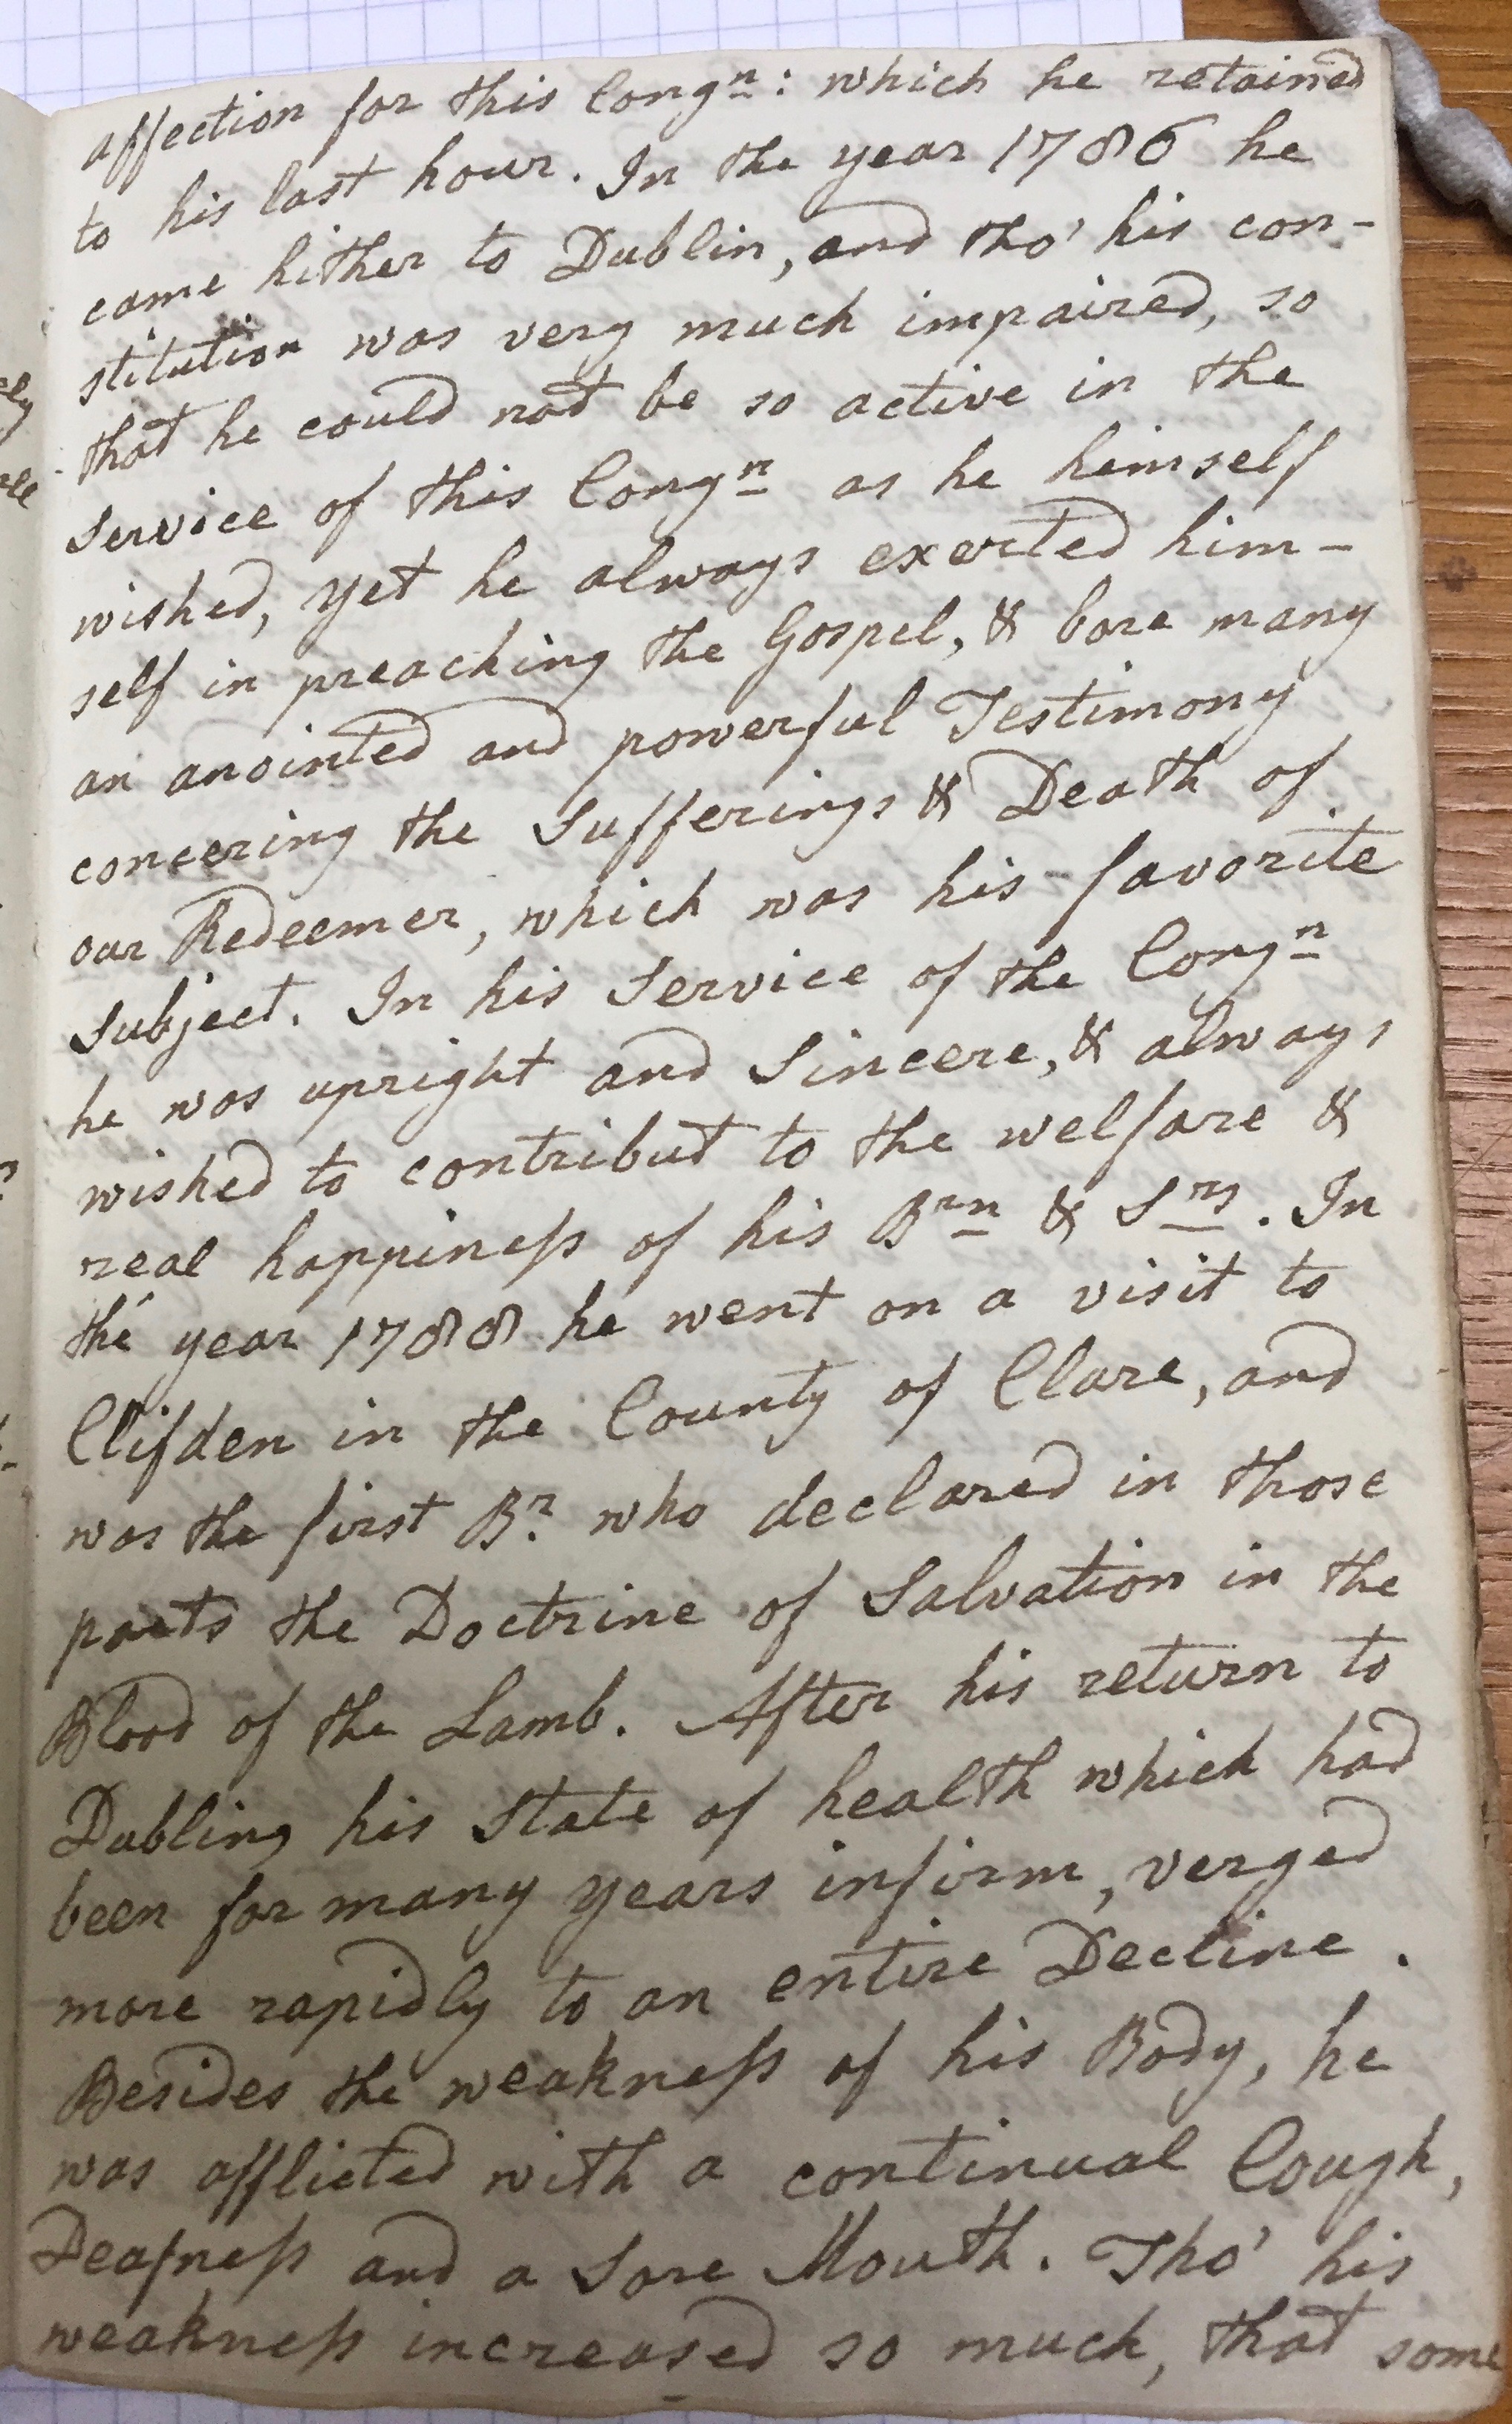 affection for this Congn: which he retained
to his last hour. In the year 1786 he
came hither to Dublin, and tho' his con-
stitution was very much impaired, so
that he could not be so active in the
Service of this Congn as he himself
wished, yet he always exerted him-
self in preaching the Gospel, & bore many
an anointed and powerful Testimony
concering the Sufferings & Death of
our Redeemer, which was his favorite
Subject. In his Service of the Congn
he was upright and Sincere, & always
wished to contribut to the welfare &
real happiness of his Brn & Srs. In
the year 1788 he went on a visit to
Clifden in the County of Clare, and
was the first Br. who declared in those
parts the Doctrine of Salvation in the
Blood of the Lamb. After his return to
Dubling his State of health which had
been for many years infirm, verged
more rapidly to an entire Decline.
Besides the weakness of his Body, he
was afflicted with a continual Cough,
Deafness and a Sore Mouth. Tho' his
weakness increased so much, that some